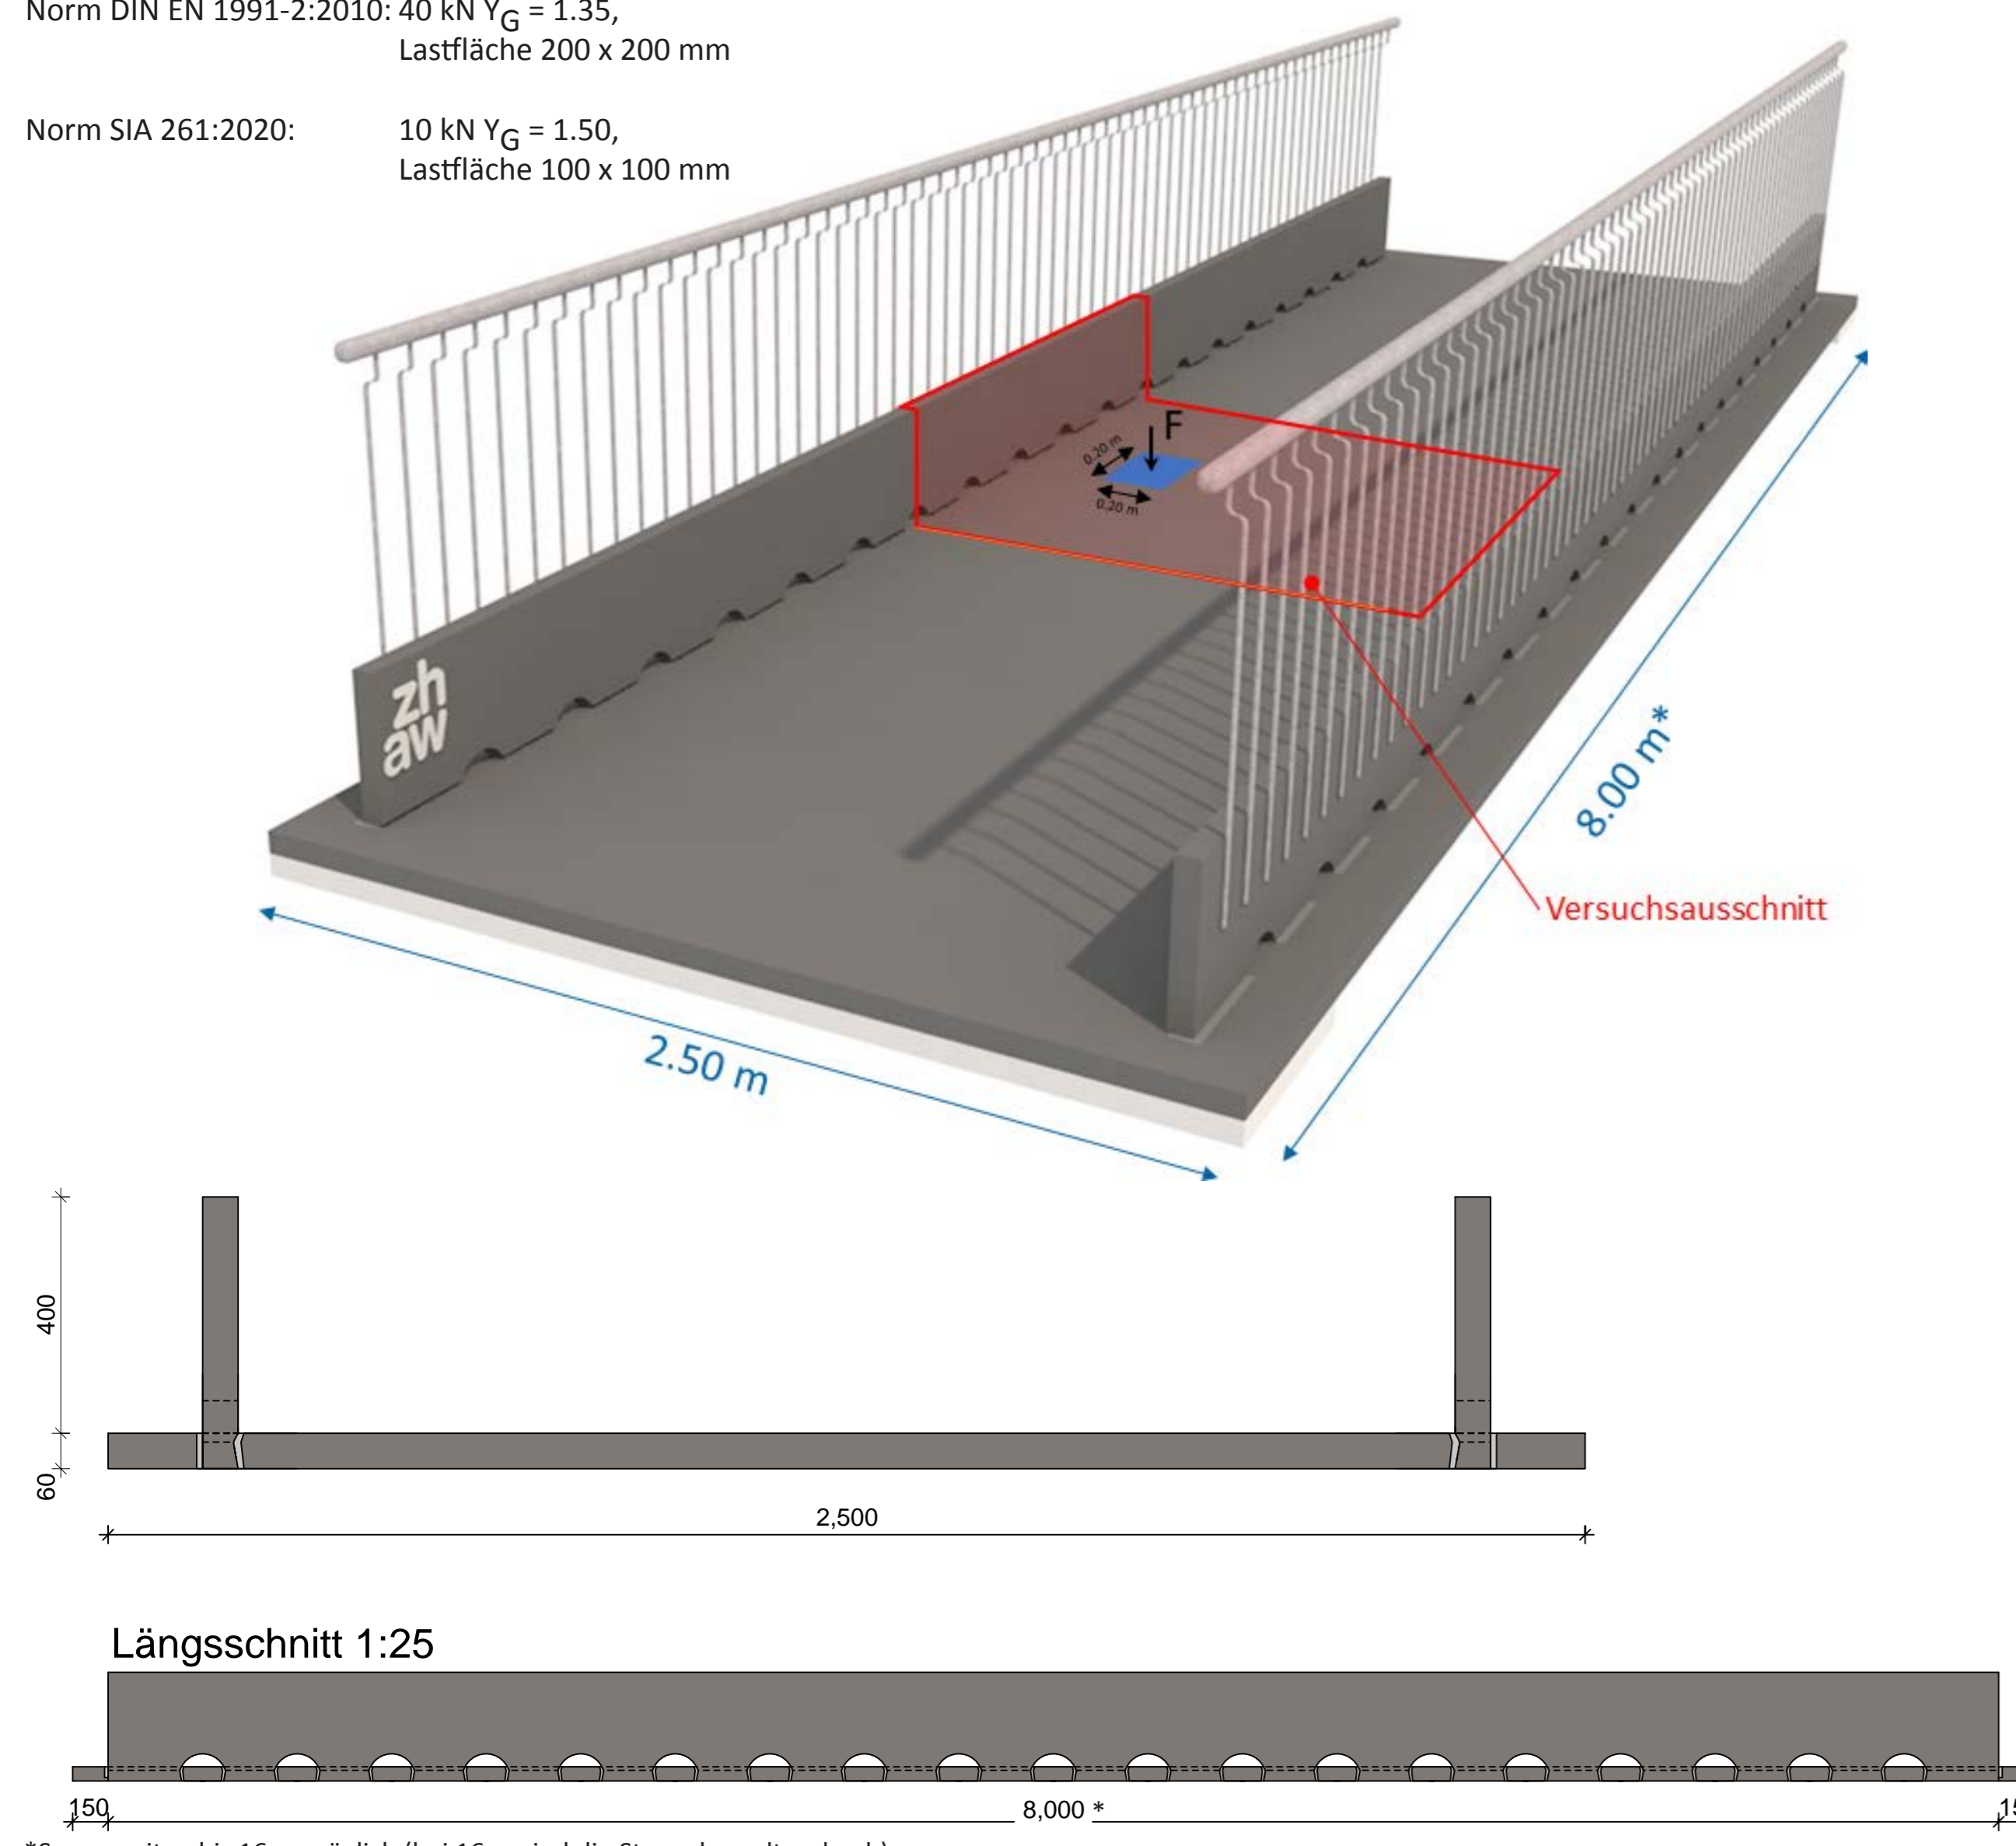 Norm DIN EN 1991-2:2010: 40 kN YG = 1.35,
Lastfläche 200 x 200 mm
Norm SIA 261:2020: 10 kN YG = 1.50,
Lastfläche 100 x 100 mm
F
0.20 m
0.20 m
zh
aw
8.00 m*
Versuchsausschnitt
2.50 m
400
60
2,500
Längsschnitt 1:25
150
8,000 *